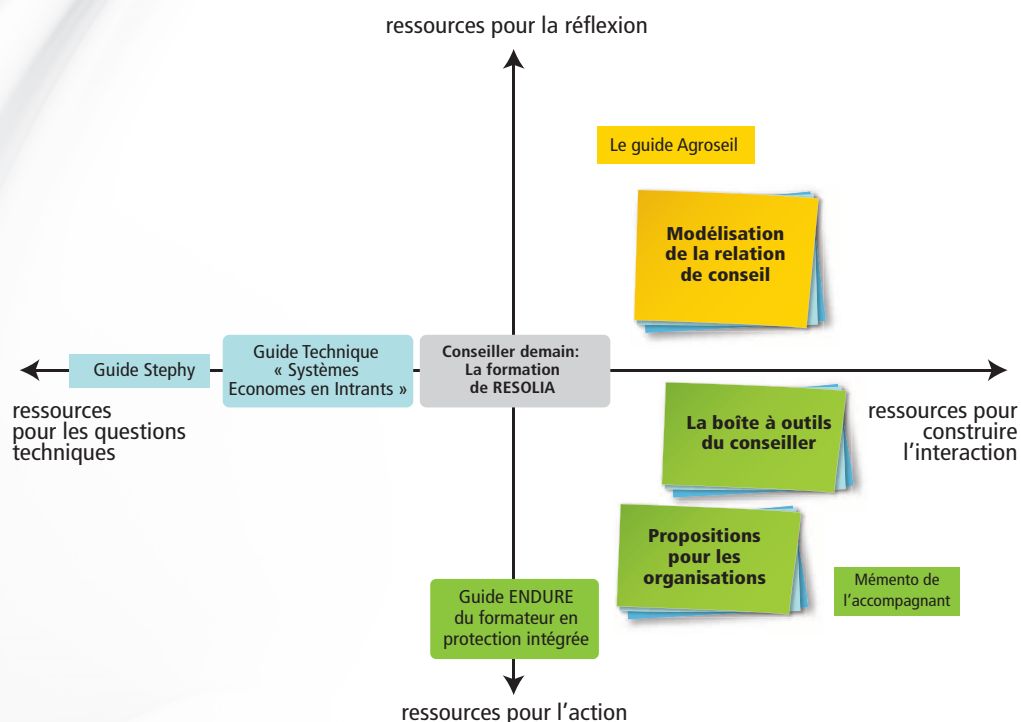 ressources pour la réflexion
Le guide Agroseil
Modélisation
de la relation
de conseil
Guide Stephy
Guide Technique
« Systèmes
Economes en Intrants »
Conseiller demain:
La formation
de RESOLIA
ressources
pour les questions
techniques
ressources pour
construire
l'interaction
La boîte à outils
du conseiller
Propositions
pour les
organisations
Mémento de
l'accompagnant
Guide ENDURE
du formateur en
protection intégrée
ressources pour l'action